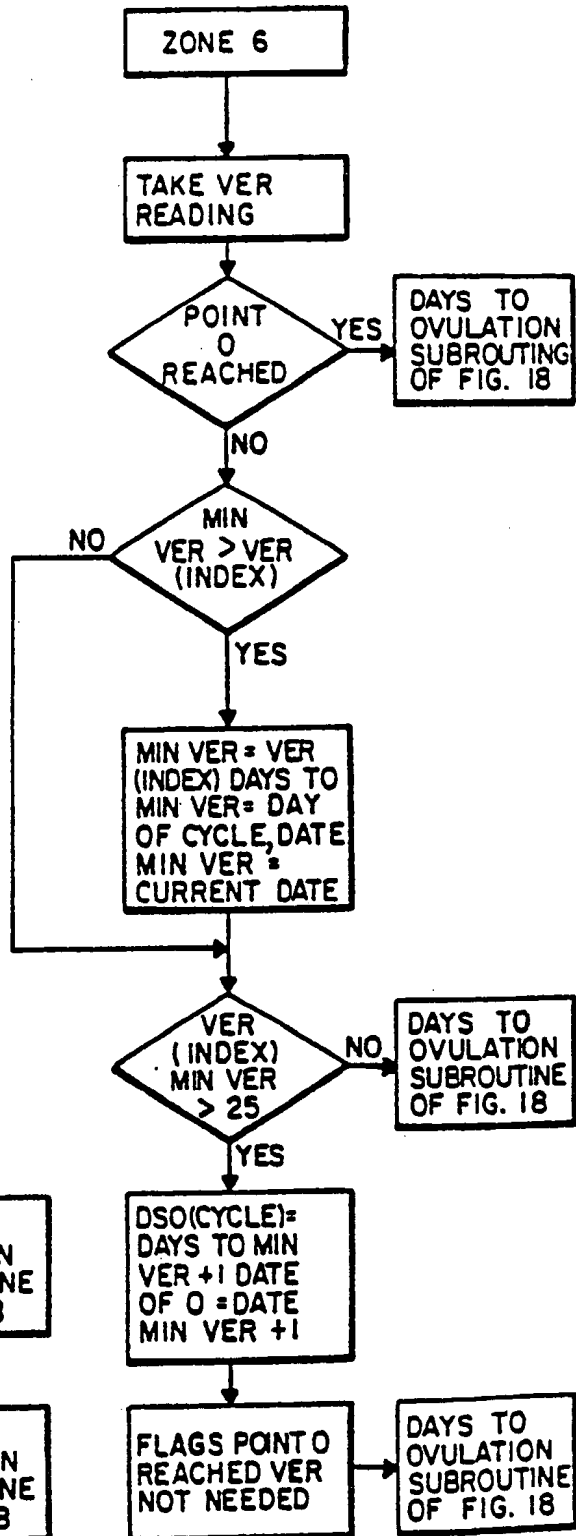 ZONE 6
TAKE VER
READING
POINT
O
REACHED
YES
DAYS TO
OVULATION
SUBROUTING
OF FIG. 18
NO
MIN
VER > VER
(INDEX)
NO
YES
MIN VER = VER
(INDEX) DAYS TO
MIN VER = DAY
OF CYCLE, DATE
MIN VER =
CURRENT DATE
VER
(INDEX)
MIN VER
> 25
NO
DAYS TO
OVULATION
SUBROUTINE
OF FIG. 18
YES
DSO(CYCLE)=
DAYS TO MIN
VER +1 DATE
OF O = DATE
MIN VER +1
N
NE
8
FLAGS POINT O
REACHED VER
NOT NEEDED
DAYS TO
OVULATION
SUBROUTINE
OF FIG. 18
N
NE
8